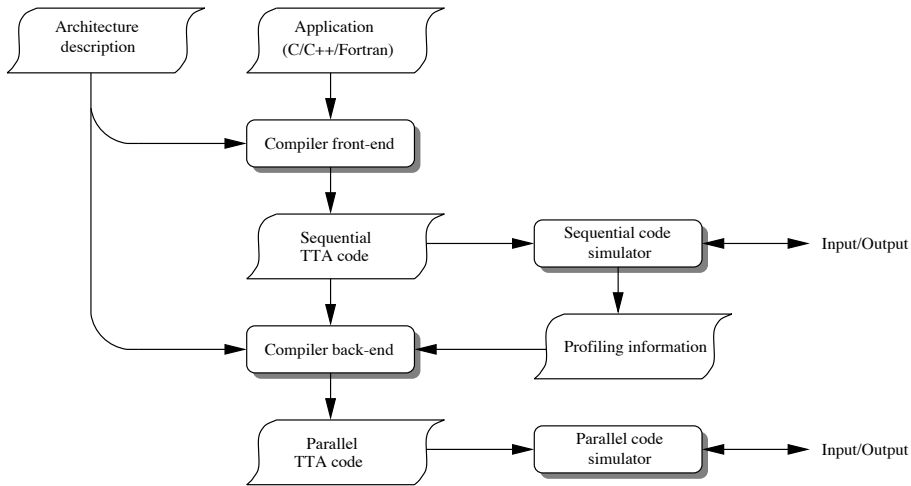 Architecture
description
Application
(C/C++/Fortran)
Compiler front-end
Sequential
TTA code
Sequential code
simulator
Input/Output
Compiler back-end
Profiling information
Parallel
TTA code
Parallel code
simulator
Input/Output